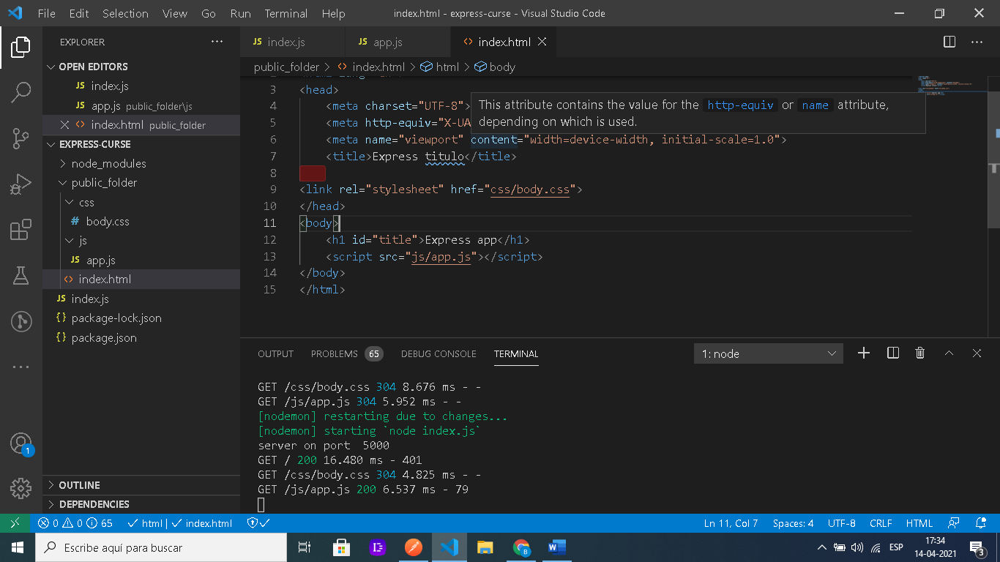 File Edit Selection View Go Run Terminal Help index.html - express-curse - Visual Studio Code
EXPLORER ...
OPEN EDITORS
JS index.js
JS app.js public_folder\js
<> index.html public_folder
EXPRESS-CURSE
node_modules
public_folder
css
# body.css
js
JS app.js
<> index.html
JS index.js
{} package-lock.json
{} package.json
OUTLINE
DEPENDENCIES
JS index.js JS app.js <> index.html
public_folder > <> index.html > html > body
3 <head>
4 <meta charset="UTF-8">
5 <meta http-equiv="X-UA
6 <meta name="viewport" content="width=device-width, initial-scale=1.0">
7 <title>Express titulo</title>
8
9 <link rel="stylesheet" href="css/body.css">
10 </head>
11 <body>
12 <h1 id="title">Express app</h1>
13 <script src="js/app.js"></script>
14 </body>
15 </html>
This attribute contains the value for the http-equiv or name attribute,
depending on which is used.
OUTPUT PROBLEMS 65 DEBUG CONSOLE TERMINAL 1: node
GET /css/body.css 304 8.676 ms - -
GET /js/app.js 304 5.952 ms - -
[nodemon] restarting due to changes...
[nodemon] starting `node index.js`
server on port  5000
GET / 200 16.480 ms - 401
GET /css/body.css 304 4.825 ms - -
GET /js/app.js 200 6.537 ms - 79
1
0 0 65 html | index.html Ln 11, Col 7 Spaces: 4 UTF-8 CRLF HTML
Escribe aquí para buscar
ESP
17:34
14-04-2021
3